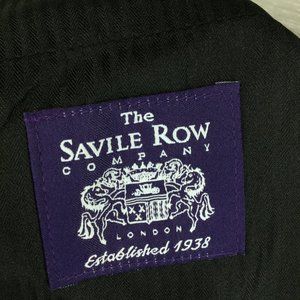 The
SAVILE ROW
COMPANY
LONDON
Established 1938